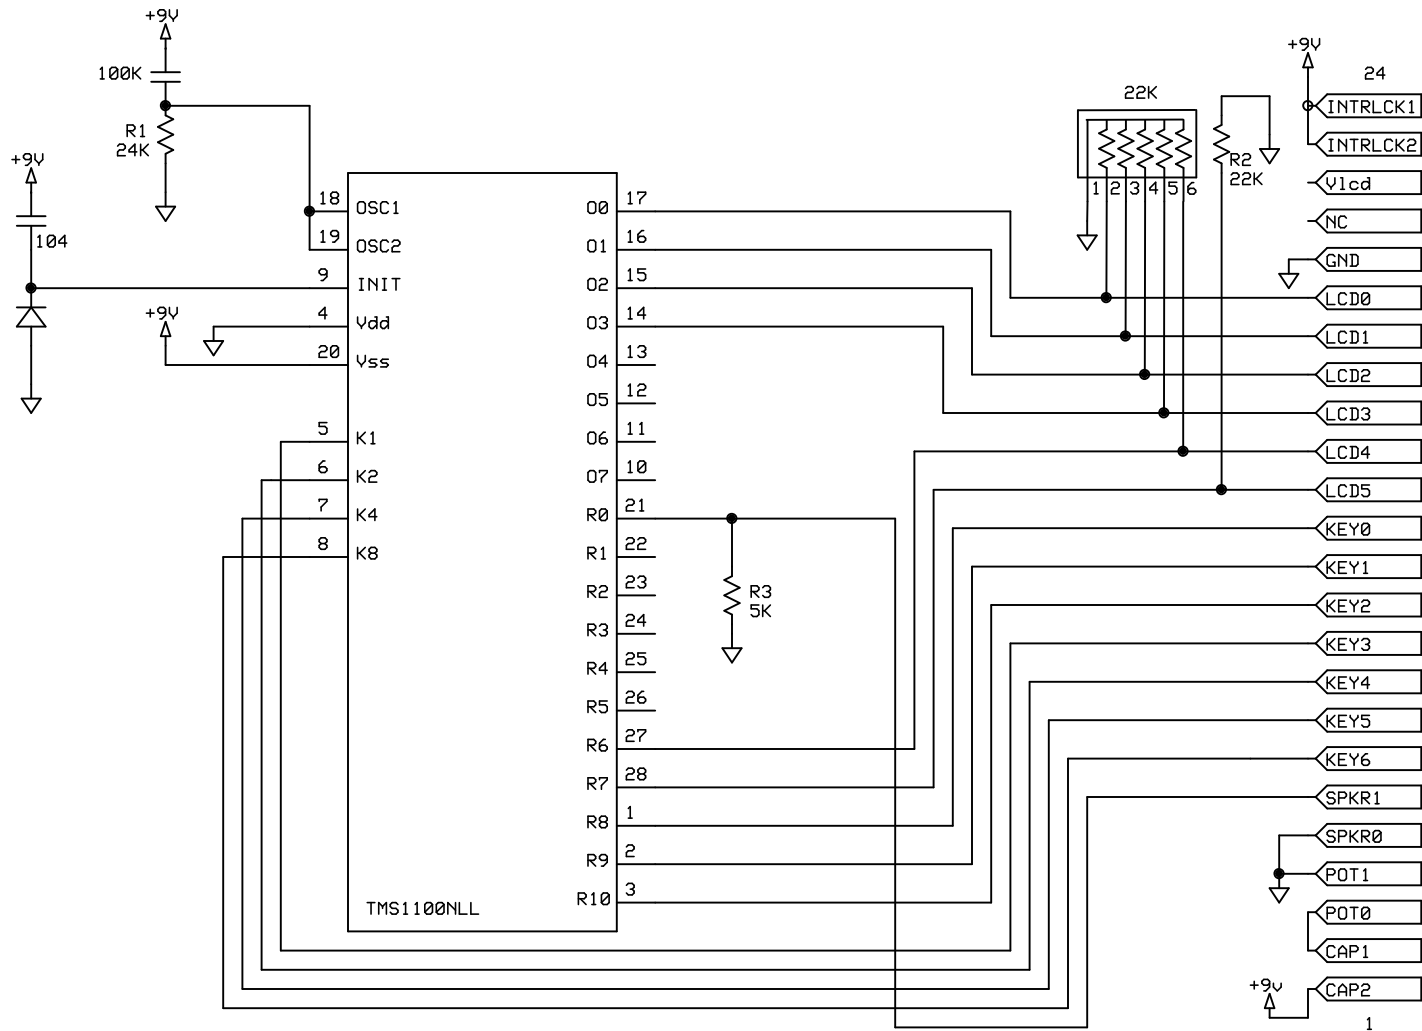 +9V
100K
R1
24K
+9V
104
+9V
18 OSC1
19 OSC2
9 INIT
4 Vdd
20 Vss
5 K1
6 K2
7 K4
8 K8
TMS1100NLL
O0 17
O1 16
O2 15
O3 14
O4 13
O5 12
O6 11
O7 10
R0 21
R1 22
R2 23
R3 24
R4 25
R5 26
R6 27
R7 28
R8 1
R9 2
R10 3
R3
5K
22K
1 2 3 4 5 6
R2
22K
+9V
24
INTRLCK1
INTRLCK2
Vlcd
NC
GND
LCD0
LCD1
LCD2
LCD3
LCD4
LCD5
KEY0
KEY1
KEY2
KEY3
KEY4
KEY5
KEY6
SPKR1
SPKR0
POT1
POT0
CAP1
+9v
CAP2
1